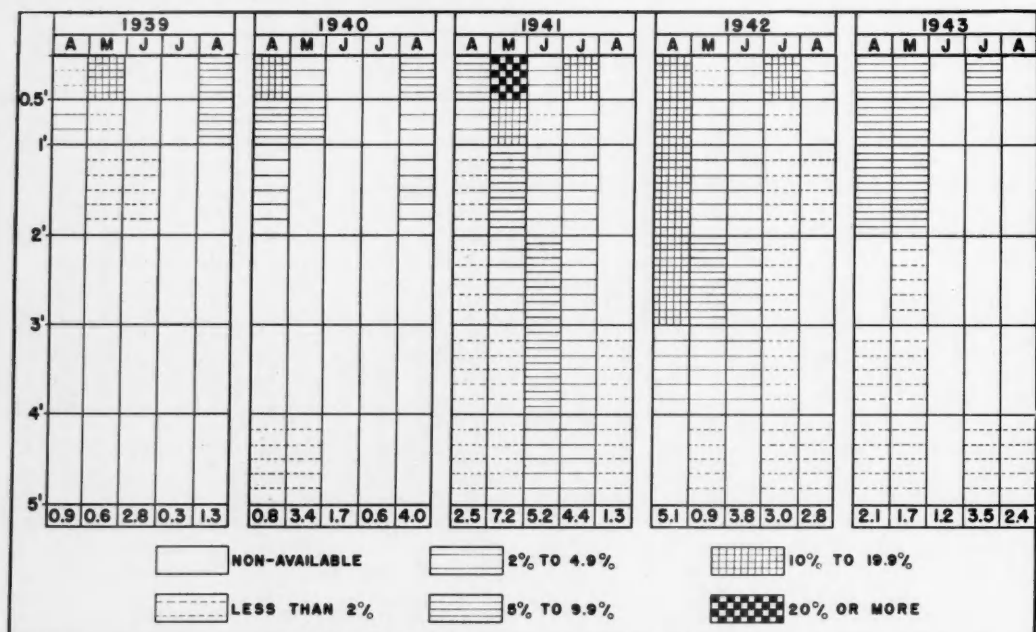 1939 1940 1941 1942 1943
A M J J A A M J J A A M J J A A M J J A A M J J A
0.5'
1'
2'
3'
4'
5'
0.9 0.6 2.8 0.3 1.3 0.8 3.4 1.7 0.6 4.0 2.5 7.2 5.2 4.4 1.3 5.1 0.9 3.8 3.0 2.8 2.1 1.7 1.2 3.5 2.4
NON-AVAILABLE 2% TO 4.9% 10% TO 19.9%
LESS THAN 2% 5% TO 9.9% 20% OR MORE